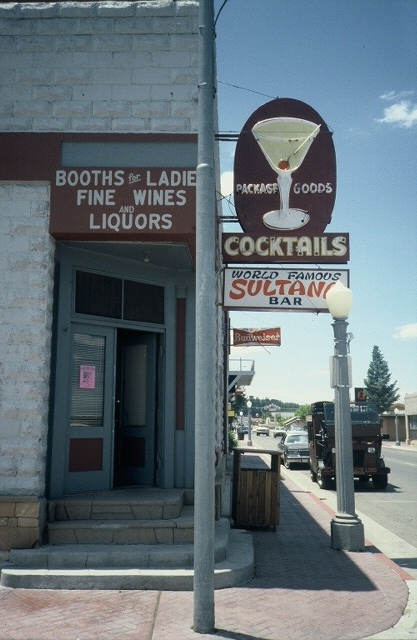 BOOTHS for LADIE
FINE WINES
AND
LIQUORS
PACKAGE GOODS
COCKTAILS
WORLD FAMOUS
SULTANA
BAR
Budweiser